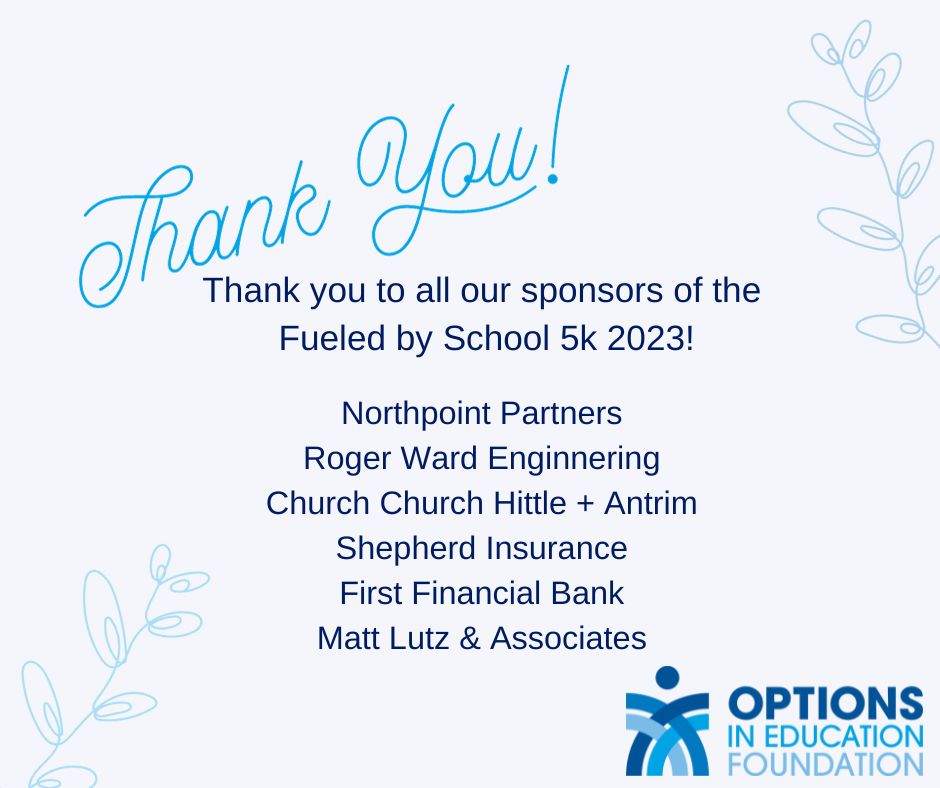 Thank You!
Thank you to all our sponsors of the
Fueled by School 5k 2023!
Northpoint Partners
Roger Ward Enginnering
Church Church Hittle + Antrim
Shepherd Insurance
First Financial Bank
Matt Lutz & Associates
OPTIONS
IN EDUCATION
FOUNDATION